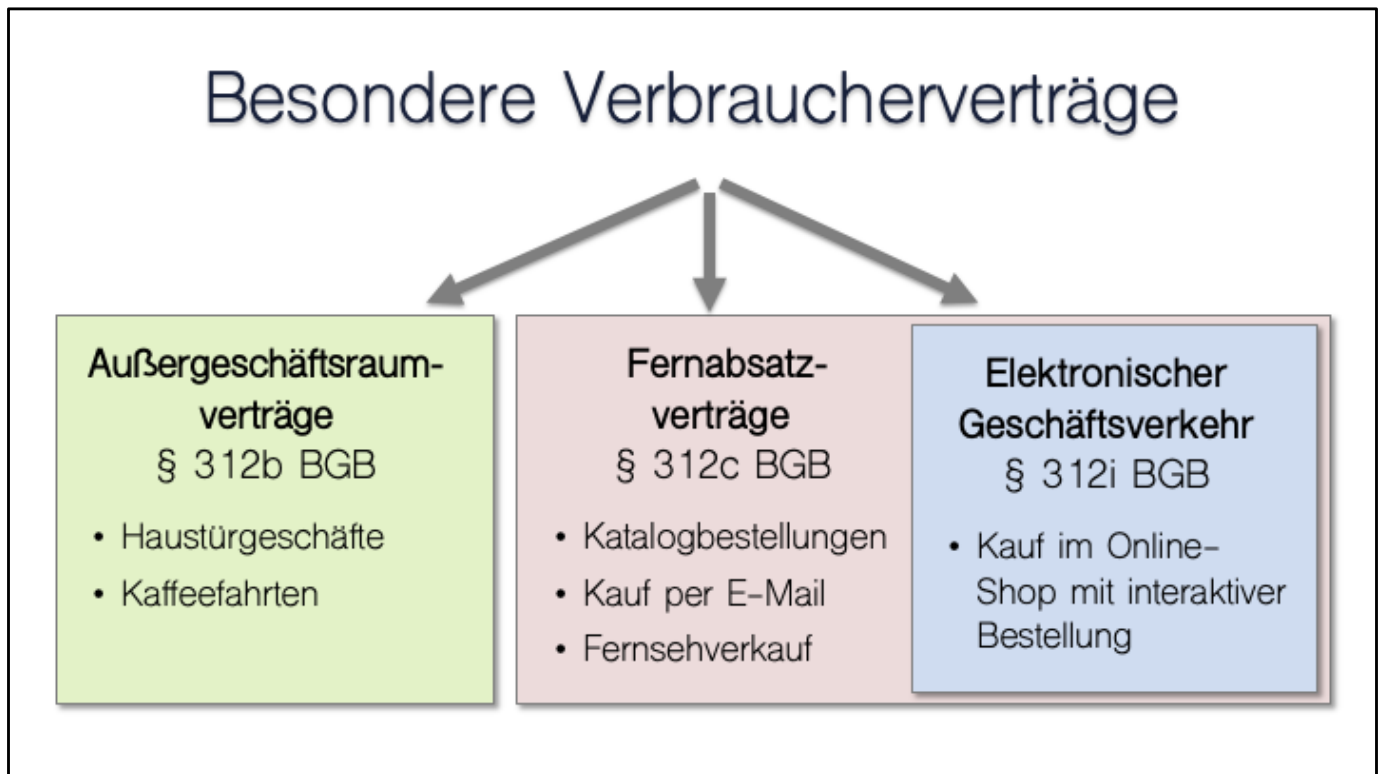 Besondere Verbraucherverträge
Außergeschäftsraum-
verträge
§ 312b BGB
• Haustürgeschäfte
• Kaffeefahrten
Fernabsatz-
verträge
§ 312c BGB
• Katalogbestellungen
• Kauf per E-Mail
• Fernsehverkauf
Elektronischer
Geschäftsverkehr
§ 312i BGB
• Kauf im Online-
Shop mit interaktiver
Bestellung